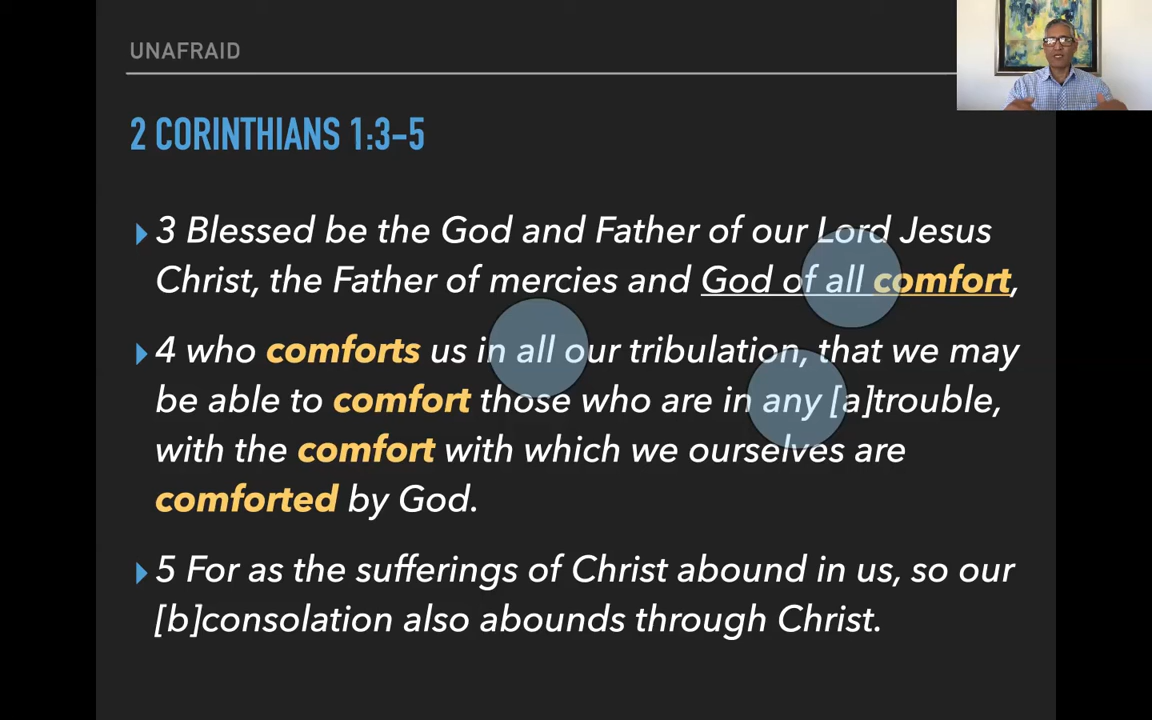 UNAFRAID
2 CORINTHIANS 1:3-5
3 Blessed be the God and Father of our Lord Jesus
Christ, the Father of mercies and God of all comfort,
4 who comforts us in all our tribulation, that we may
be able to comfort those who are in any [a]trouble,
with the comfort with which we ourselves are
comforted by God.
5 For as the sufferings of Christ abound in us, so our
[b]consolation also abounds through Christ.